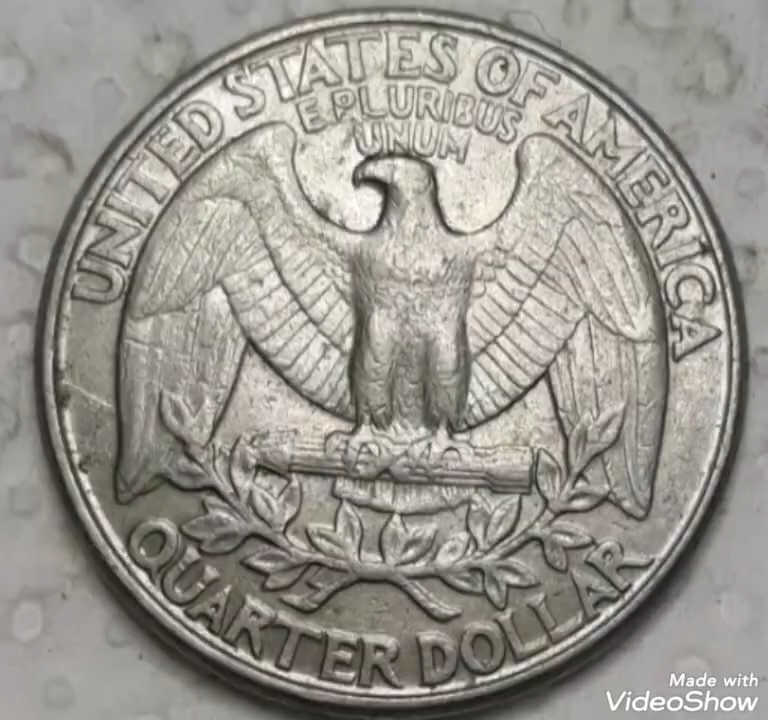 UNITED STATES OF AMERICA
E PLURIBUS
UNUM
QUARTER DOLLAR
Made with
VideoShow